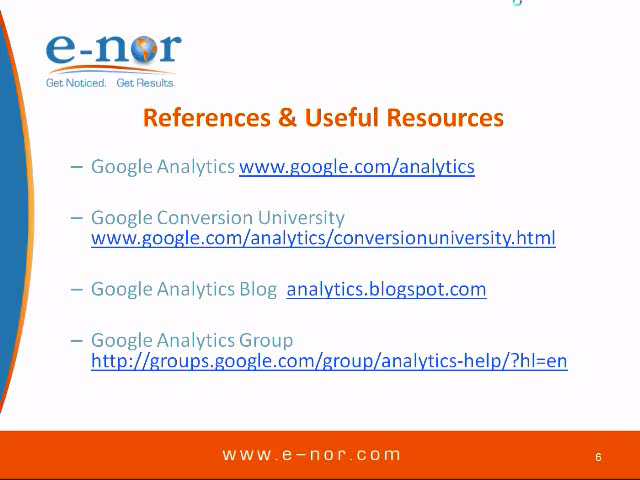 e-nor
Get Noticed. Get Results.
References & Useful Resources
– Google Analytics www.google.com/analytics
– Google Conversion University
www.google.com/analytics/conversionuniversity.html
– Google Analytics Blog analytics.blogspot.com
– Google Analytics Group
http://groups.google.com/group/analytics-help/?hl=en
www.e-nor.com
6